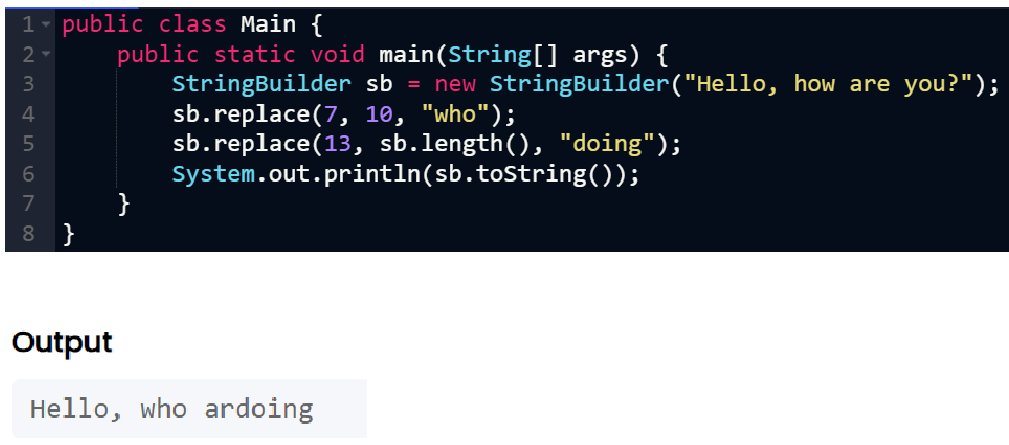 1 public class Main {
2 public static void main(String[] args) {
3 StringBuilder sb = new StringBuilder("Hello, how are you?");
4 sb.replace(7, 10, "who");
5 sb.replace(13, sb.length(), "doing");
6 System.out.println(sb.toString());
7 }
8 }
Output
Hello, who ardoing